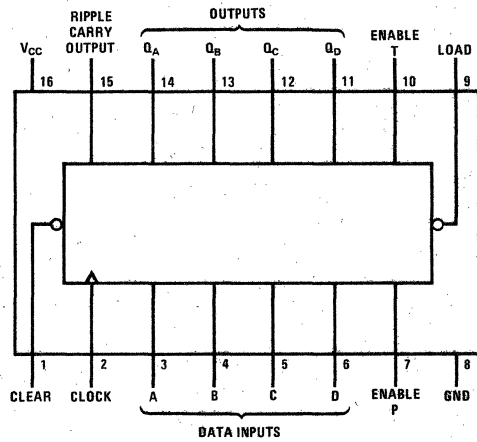 OUTPUTS
RIPPLE
CARRY
OUTPUT
ENABLE
T
VCC
QA
QB
QC
QD
LOAD
16
15
14
13
12
11
10
9
1
2
3
4
5
6
7
8
CLEAR
CLOCK
A
B
C
D
ENABLE
P
GND
DATA INPUTS